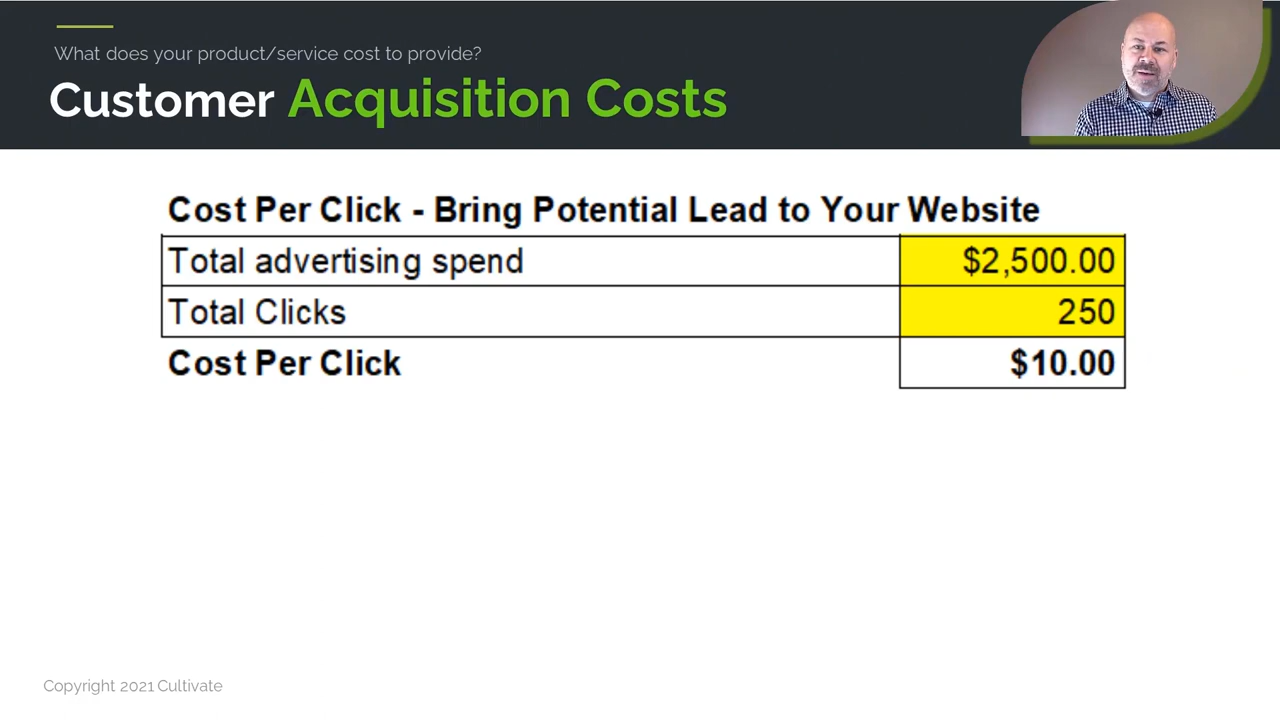 What does your product/service cost to provide?
Customer Acquisition Costs
Cost Per Click - Bring Potential Lead to Your Website
Total advertising spend $2,500.00
Total Clicks 250
Cost Per Click $10.00
Copyright 2021 Cultivate